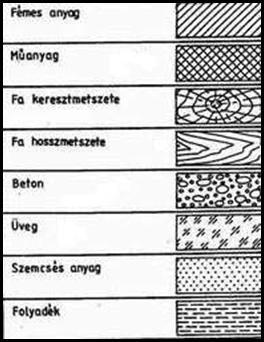 Fémes anyag
Műanyag
Fa keresztmetszete
Fa hosszmetszete
Beton
Üveg
Szemcsés anyag
Folyadék